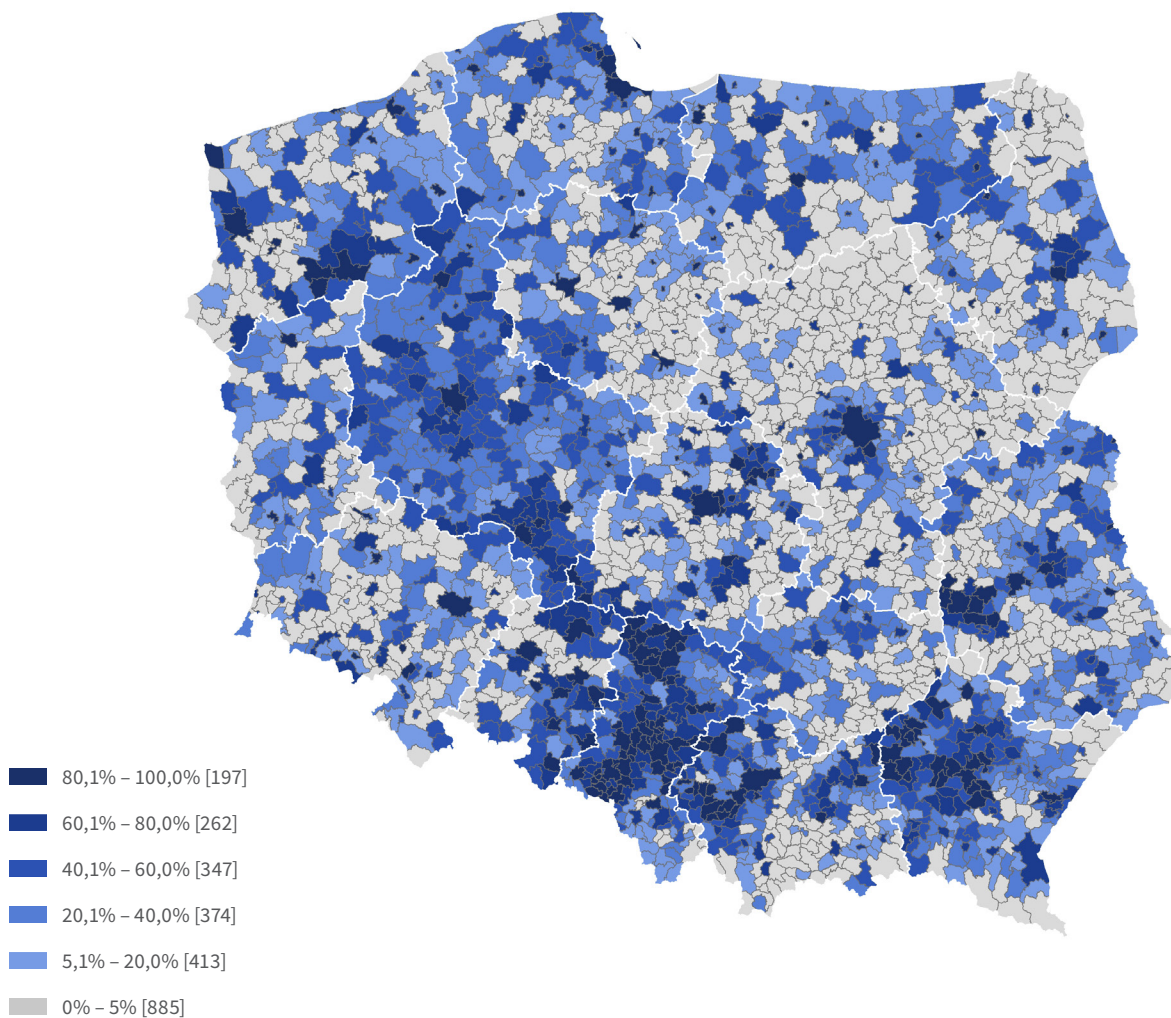 80,1% – 100,0% [197]
60,1% – 80,0% [262]
40,1% – 60,0% [347]
20,1% – 40,0% [374]
5,1% – 20,0% [413]
0% – 5% [885]